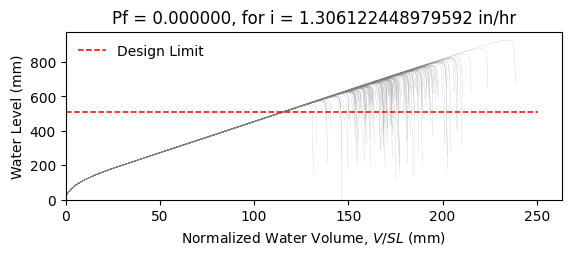 Pf = 0.000000, for i = 1.306122448979592 in/hr
Design Limit
Water Level (mm)
800
600
400
200
0
0 50 100 150 200 250
Normalized Water Volume, V/SL (mm)